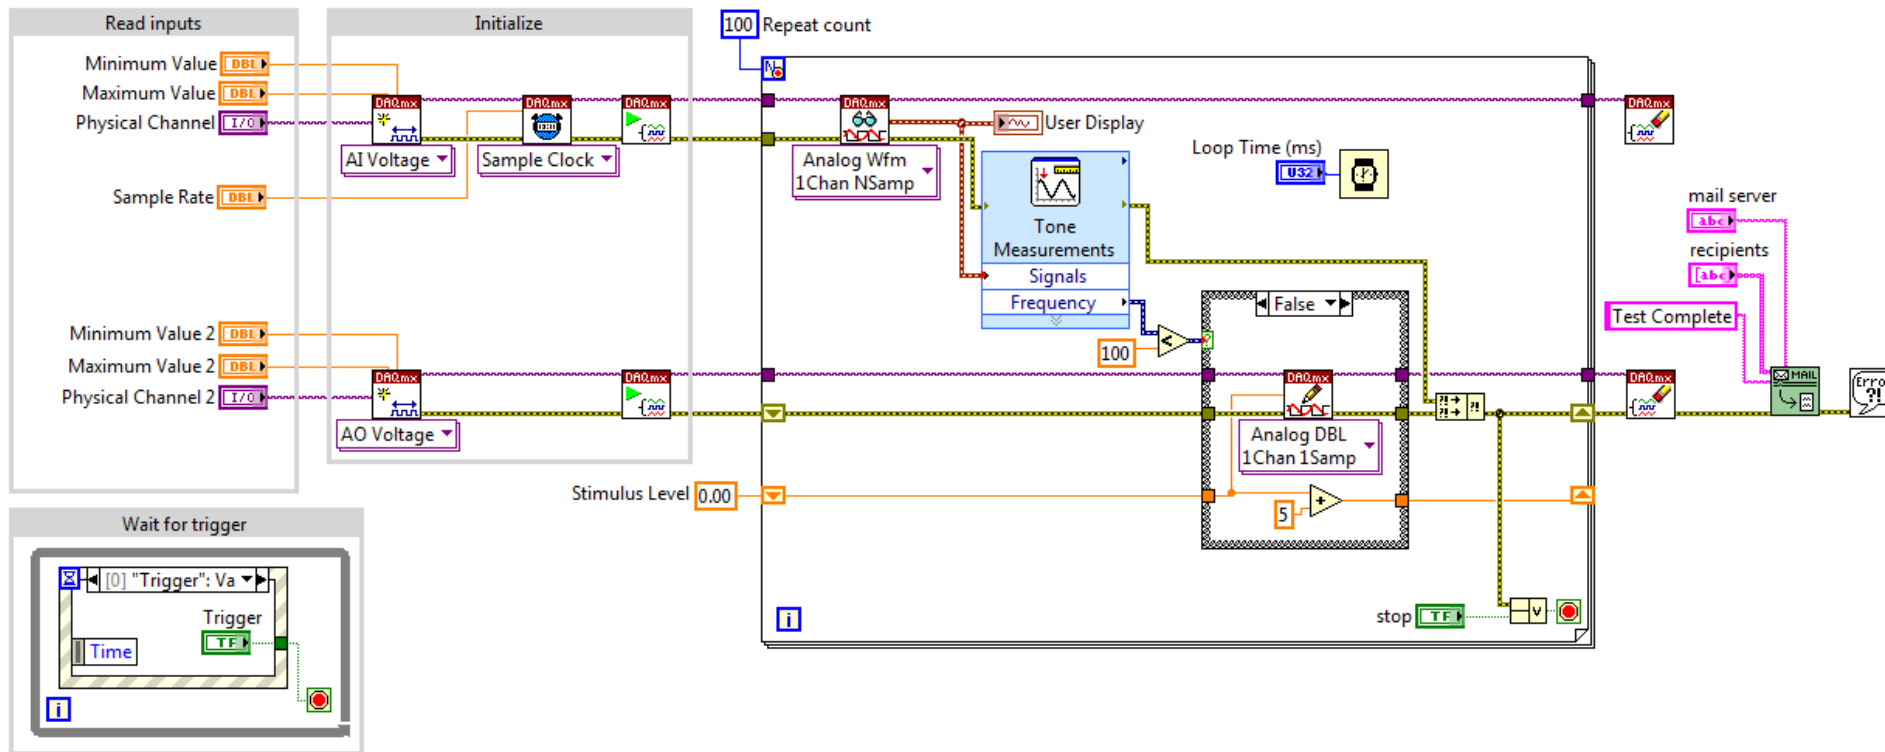 Read inputs
Minimum Value
DBL
Maximum Value
DBL
Physical Channel
I/O
Sample Rate
DBL
Minimum Value 2
DBL
Maximum Value 2
DBL
Physical Channel 2
I/O
Initialize
DAQmx
AI Voltage
DAQmx
Sample Clock
DAQmx
DAQmx
AO Voltage
DAQmx
Wait for trigger
[0] "Trigger": Va
Trigger
TF
Time
i
100 Repeat count
N
DAQmx
Analog Wfm
1Chan NSamp
User Display
Tone
Measurements
Signals
Frequency
Loop Time (ms)
U32
100
<
False
?
DAQmx
Analog DBL
1Chan 1Samp
5
+
Stimulus Level 0.00
?!
?!
?!
i
stop
TF
V
DAQmx
DAQmx
mail server
abc
recipients
[abc
Test Complete
MAIL
Erro
?!